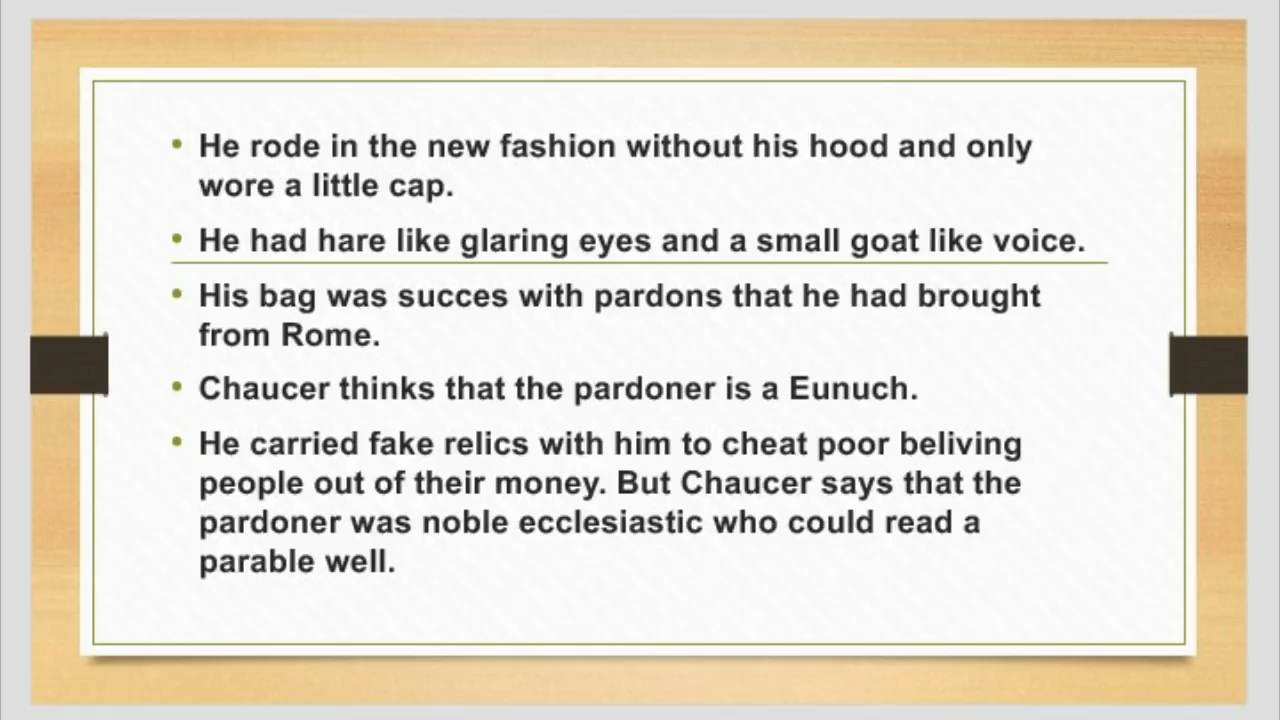 • He rode in the new fashion without his hood and only
wore a little cap.
• He had hare like glaring eyes and a small goat like voice.
• His bag was succes with pardons that he had brought
from Rome.
• Chaucer thinks that the pardoner is a Eunuch.
• He carried fake relics with him to cheat poor beliving
people out of their money. But Chaucer says that the
pardoner was noble ecclesiastic who could read a
parable well.